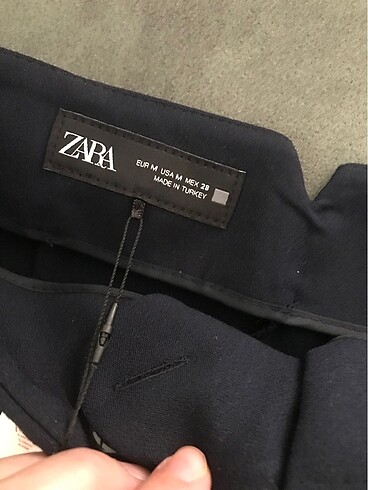 ZARA
EUR M USA M MEX 28
MADE IN TURKEY